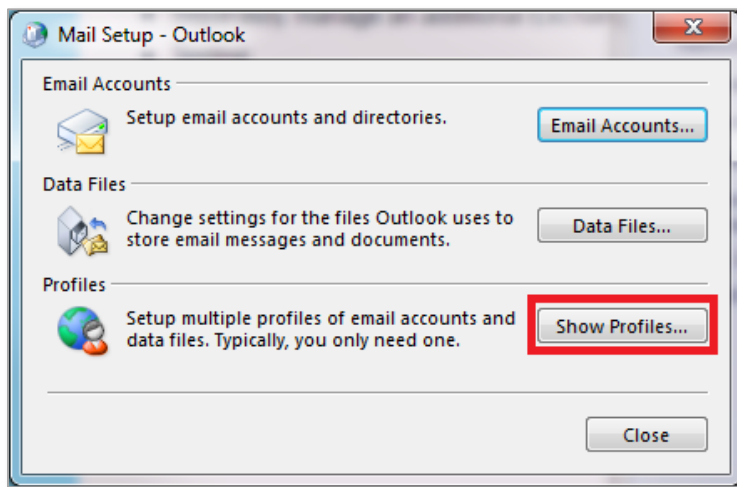 Mail Setup - Outlook
Email Accounts
Setup email accounts and directories.
Email Accounts...
Data Files
Change settings for the files Outlook uses to
store email messages and documents.
Data Files...
Profiles
Setup multiple profiles of email accounts and
data files. Typically, you only need one.
Show Profiles...
Close